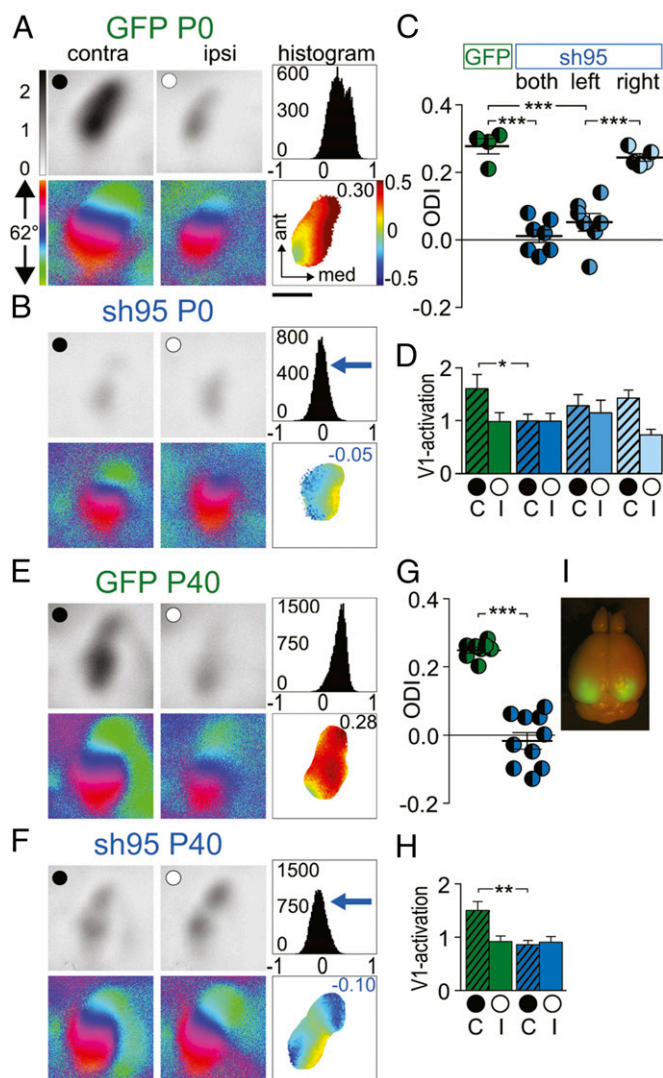 A
GFP P0
contra
ipsi
histogram
2
1
0
600
300
0
-1
0
1
62°
0.30
0.5
0
-0.5
ant
med
B
sh95 P0
800
400
0
-1
0
1
-0.05
C
GFP
sh95
both
left
right
***
***
***
0.4
0.2
0.0
-0.2
ODI
D
*
2
1
0
V1-activation
C I C I C I C I
E
GFP P40
1500
750
0
-1
0
1
0.28
F
sh95 P40
1500
750
0
-1
0
1
-0.10
G
***
0.4
0.2
0.0
-0.2
ODI
I
H
**
2
1
0
V1-activation
C I C I